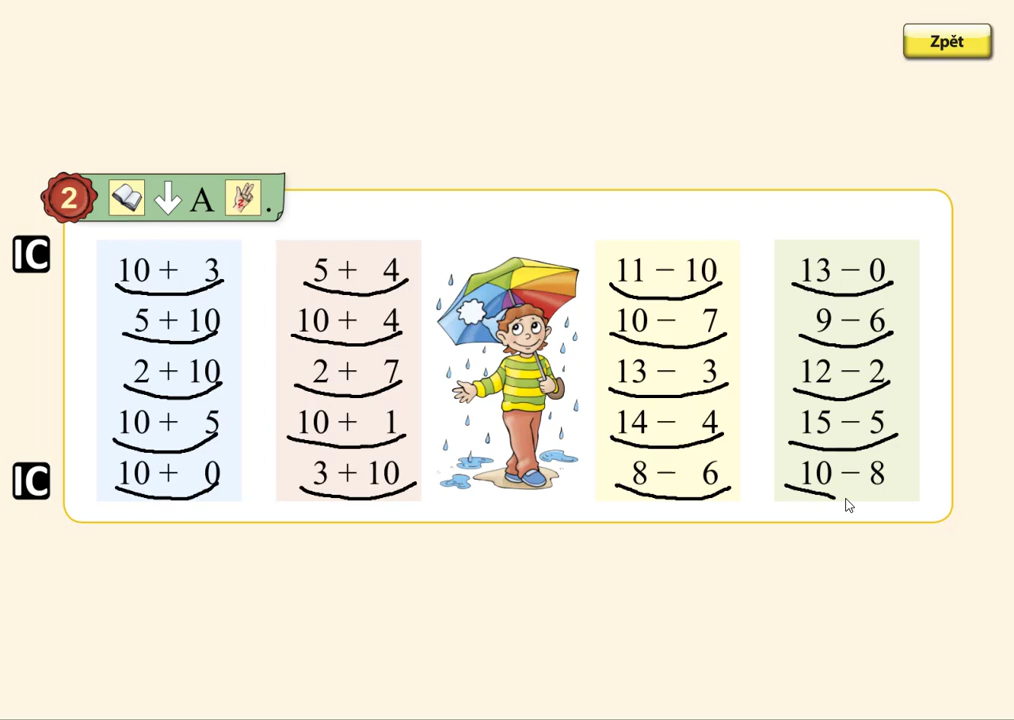 Zpět
2 A 2 .
IC
10 + 3 5 + 4 11 − 10 13 − 0
5 + 10 10 + 4 10 − 7 9 − 6
2 + 10 2 + 7 13 − 3 12 − 2
10 + 5 10 + 1 14 − 4 15 − 5
IC
10 + 0 3 + 10 8 − 6 10 − 8